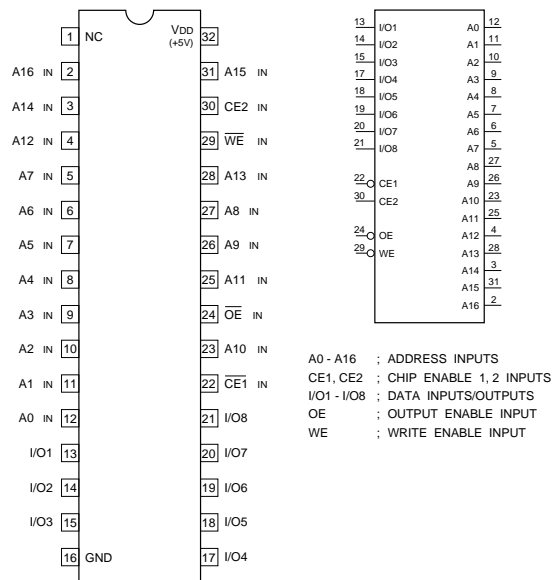 1 NC VDD (+5V) 32
A16 IN 2 31 A15 IN
A14 IN 3 30 CE2 IN
A12 IN 4 29 WE IN
A7 IN 5 28 A13 IN
A6 IN 6 27 A8 IN
A5 IN 7 26 A9 IN
A4 IN 8 25 A11 IN
A3 IN 9 24 OE IN
A2 IN 10 23 A10 IN
A1 IN 11 22 CE1 IN
A0 IN 12 21 I/O8
I/O1 13 20 I/O7
I/O2 14 19 I/O6
I/O3 15 18 I/O5
16 GND 17 I/O4
13 I/O1 A0 12
14 I/O2 A1 11
15 I/O3 A2 10
17 I/O4 A3 9
18 I/O5 A4 8
19 I/O6 A5 7
20 I/O7 A6 6
21 I/O8 A7 5
A8 27
22 CE1 A9 26
30 CE2 A10 23
A11 25
24 OE A12 4
29 WE A13 28
A14 3
A15 31
A16 2
A0 - A16 ; ADDRESS INPUTS
CE1, CE2 ; CHIP ENABLE 1, 2 INPUTS
I/O1 - I/O8 ; DATA INPUTS/OUTPUTS
OE ; OUTPUT ENABLE INPUT
WE ; WRITE ENABLE INPUT